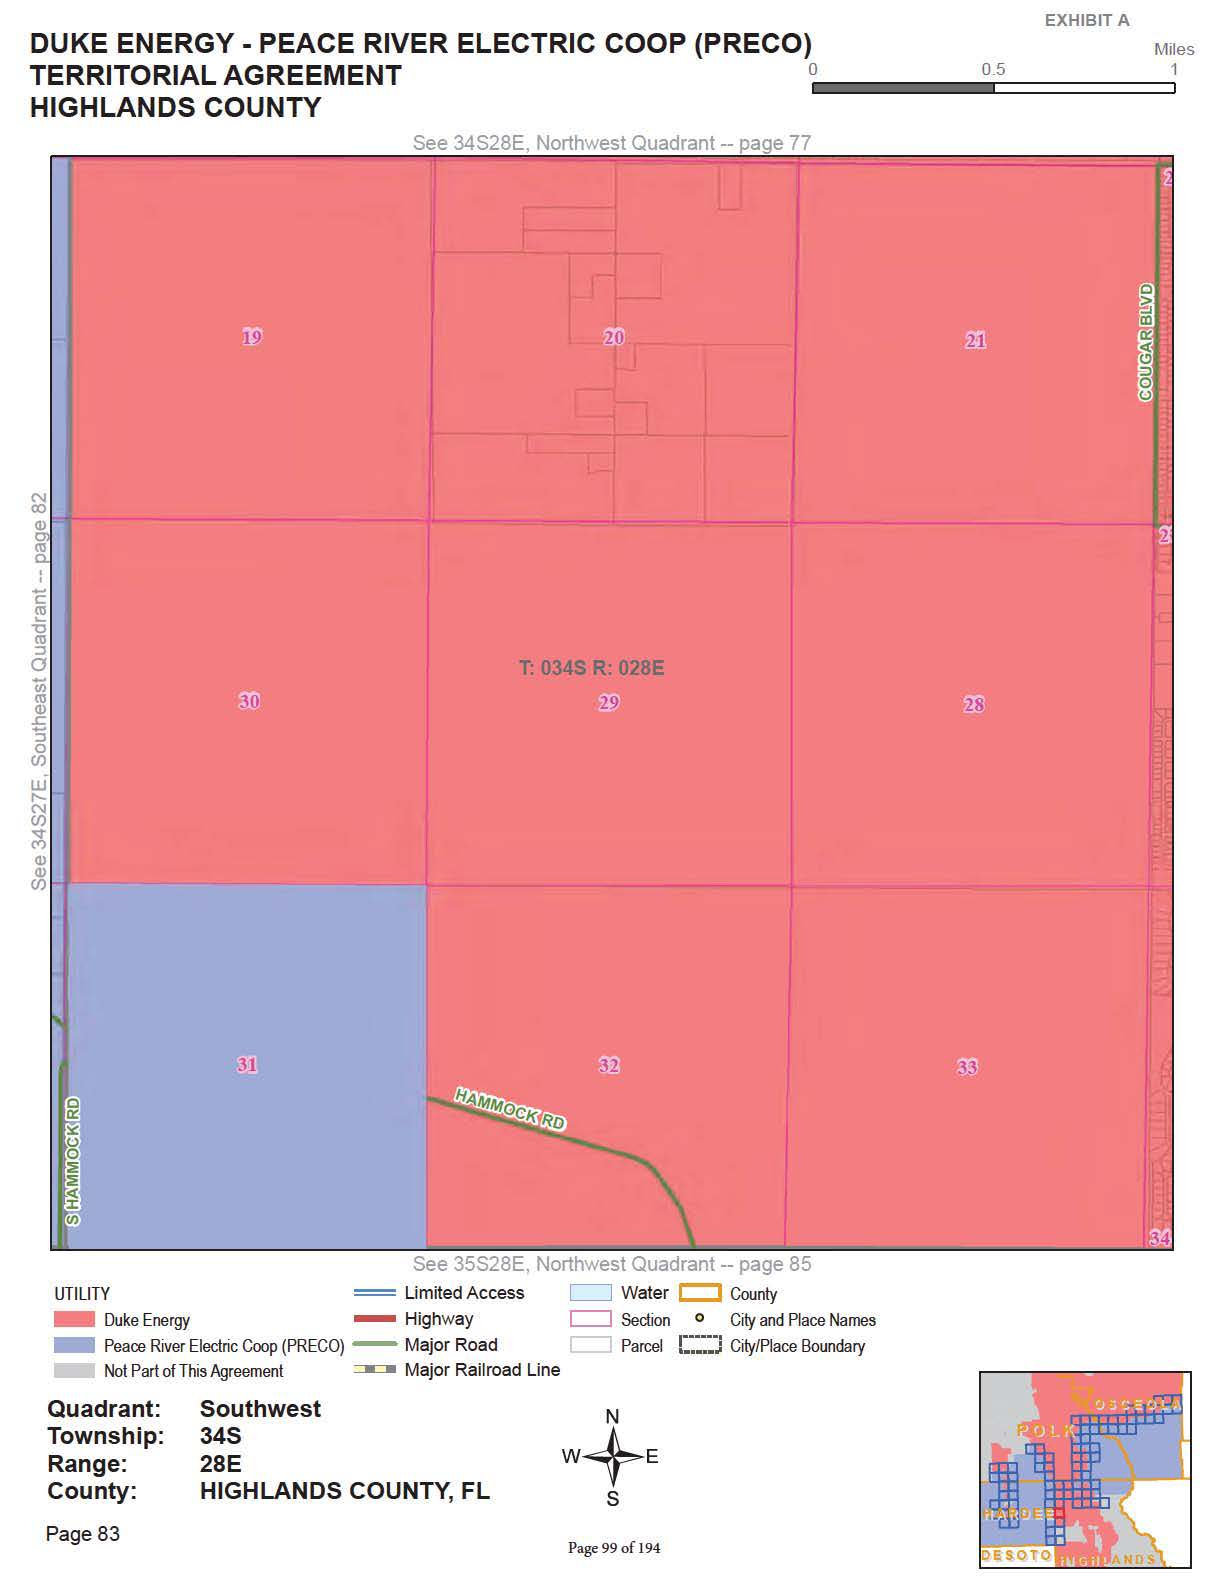 EXHIBIT A
DUKE ENERGY - PEACE RIVER ELECTRIC COOP (PRECO)
TERRITORIAL AGREEMENT
HIGHLANDS COUNTY
Miles
0 0.5 1
See 34S28E, Northwest Quadrant -- page 77
See 34S27E, Southeast Quadrant -- page 82
19 20 21
COUGAR BLVD
T: 034S R: 028E
30 29 28
31 32 33
HAMMOCK RD
S HAMMOCK RD
34
See 35S28E, Northwest Quadrant -- page 85
UTILITY
Duke Energy
Peace River Electric Coop (PRECO)
Not Part of This Agreement
Limited Access
Highway
Major Road
Major Railroad Line
Water
Section
Parcel
County
City and Place Names
City/Place Boundary
Quadrant: Southwest
Township: 34S
Range: 28E
County: HIGHLANDS COUNTY, FL
Page 83
N
W E
S
Page 99 of 194
OSCEOLA
POLK
HARDEE
DESOTO
HIGHLANDS